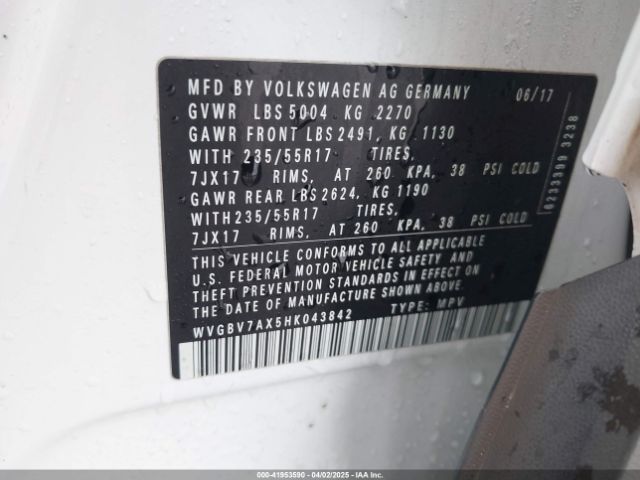 MFD BY VOLKSWAGEN AG GERMANY 06/17
GVWR LBS 5004 KG 2270
GAWR FRONT LBS 2491, KG 1130
WITH 235/55R17 TIRES,
7JX17 RIMS, AT 260 KPA, 38 PSI COLD
GAWR REAR LBS 2624, KG 1190
WITH 235/55R17 TIRES,
7JX17 RIMS, AT 260 KPA, 38 PSI COLD
THIS VEHICLE CONFORMS TO ALL APPLICABLE
U.S. FEDERAL MOTOR VEHICLE SAFETY AND
THEFT PREVENTION STANDARDS IN EFFECT ON
THE DATE OF MANUFACTURE SHOWN ABOVE.
WVGBV7AX5HK043842 TYPE: MPV
3238
000-41953590 - 04/02/2025 - IAAI.CA